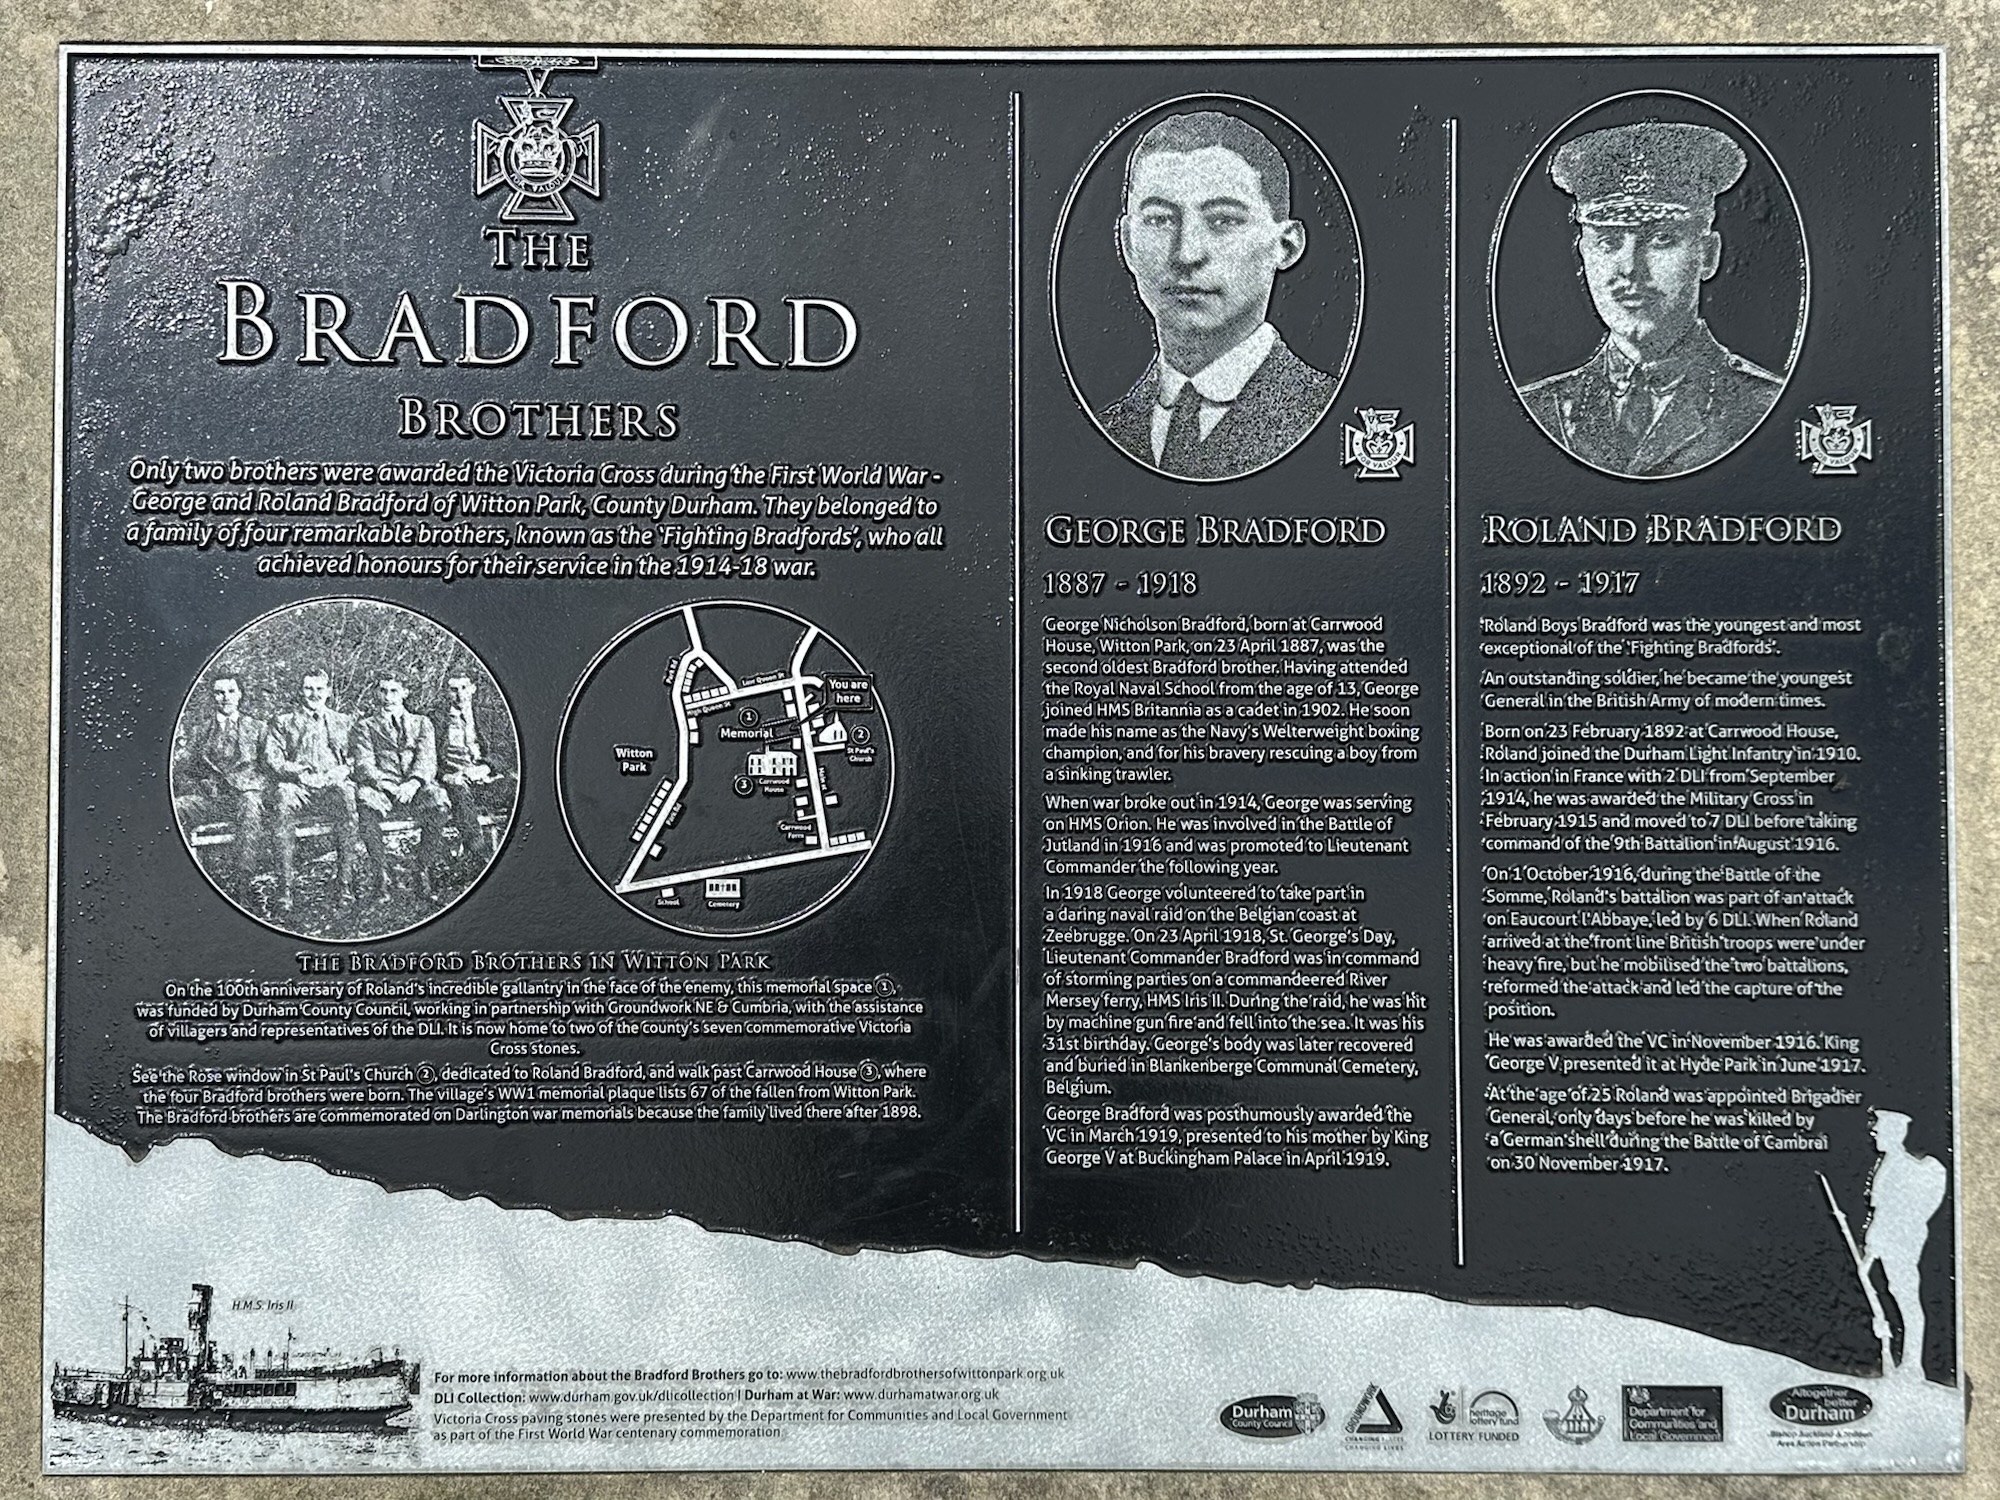 FOR VALOUR
THE
BRADFORD
BROTHERS
Only two brothers were awarded the Victoria Cross during the First World War -
George and Roland Bradford of Witton Park, County Durham. They belonged to
a family of four remarkable brothers, known as the 'Fighting Bradfords', who all
achieved honours for their service in the 1914-18 war.
Park Rd
Low Queen St
High Queen St
You are
here
1
Memorial
2
St Paul's
Church
Witton
Park
3
Carrwood
House
Park Rd
Carrwood
Farm
School
Cemetery
THE BRADFORD BROTHERS IN WITTON PARK
On the 100th anniversary of Roland's incredible gallantry in the face of the enemy, this memorial space 1,
was funded by Durham County Council, working in partnership with Groundwork NE & Cumbria, with the assistance
of villagers and representatives of the DLI. It is now home to two of the county's seven commemorative Victoria
Cross stones.
See the Rose window in St Paul's Church 2, dedicated to Roland Bradford, and walk past Carrwood House 3, where
the four Bradford brothers were born. The village's WW1 memorial plaque lists 67 of the fallen from Witton Park.
The Bradford brothers are commemorated on Darlington war memorials because the family lived there after 1898.
FOR VALOUR
GEORGE BRADFORD
1887 - 1918
George Nicholson Bradford, born at Carrwood
House, Witton Park, on 23 April 1887, was the
second oldest Bradford brother. Having attended
the Royal Naval School from the age of 13, George
joined HMS Britannia as a cadet in 1902. He soon
made his name as the Navy's Welterweight boxing
champion, and for his bravery rescuing a boy from
a sinking trawler.
When war broke out in 1914, George was serving
on HMS Orion. He was involved in the Battle of
Jutland in 1916 and was promoted to Lieutenant
Commander the following year.
In 1918 George volunteered to take part in
a daring naval raid on the Belgian coast at
Zeebrugge. On 23 April 1918, St. George's Day,
Lieutenant Commander Bradford was in command
of storming parties on a commandeered River
Mersey ferry, HMS Iris II. During the raid, he was hit
by machine gun fire and fell into the sea. It was his
31st birthday. George's body was later recovered
and buried in Blankenberge Communal Cemetery,
Belgium.
George Bradford was posthumously awarded the
VC in March 1919, presented to his mother by King
George V at Buckingham Palace in April 1919.
FOR VALOUR
ROLAND BRADFORD
1892 - 1917
Roland Boys Bradford was the youngest and most
exceptional of the 'Fighting Bradfords'.
An outstanding soldier, he became the youngest
General in the British Army of modern times.
Born on 23 February 1892 at Carrwood House,
Roland joined the Durham Light Infantry in 1910.
In action in France with 2 DLI from September
1914, he was awarded the Military Cross in
February 1915 and moved to 7 DLI before taking
command of the 9th Battalion in August 1916.
On 1 October 1916, during the Battle of the
Somme, Roland's battalion was part of an attack
on Eaucourt l'Abbaye, led by 6 DLI. When Roland
arrived at the front line British troops were under
heavy fire, but he mobilised the two battalions,
reformed the attack and led the capture of the
position.
He was awarded the VC in November 1916. King
George V presented it at Hyde Park in June 1917.
At the age of 25 Roland was appointed Brigadier
General, only days before he was killed by
a German shell during the Battle of Cambrai
on 30 November 1917.
H.M.S. Iris II
For more information about the Bradford Brothers go to: www.thebradfordbrothersofwittonpark.org.uk
DLI Collection: www.durham.gov.uk/dlicollection | Durham at War: www.durhamatwar.org.uk
Victoria Cross paving stones were presented by the Department for Communities and Local Government
as part of the First World War centenary commemoration
Durham
County Council
GROUNDWORK
CHANGING PLACES
CHANGING LIVES
heritage
lottery fund
LOTTERY FUNDED
Department for
Communities and
Local Government
Altogether
better
Durham
Area Action Partnership